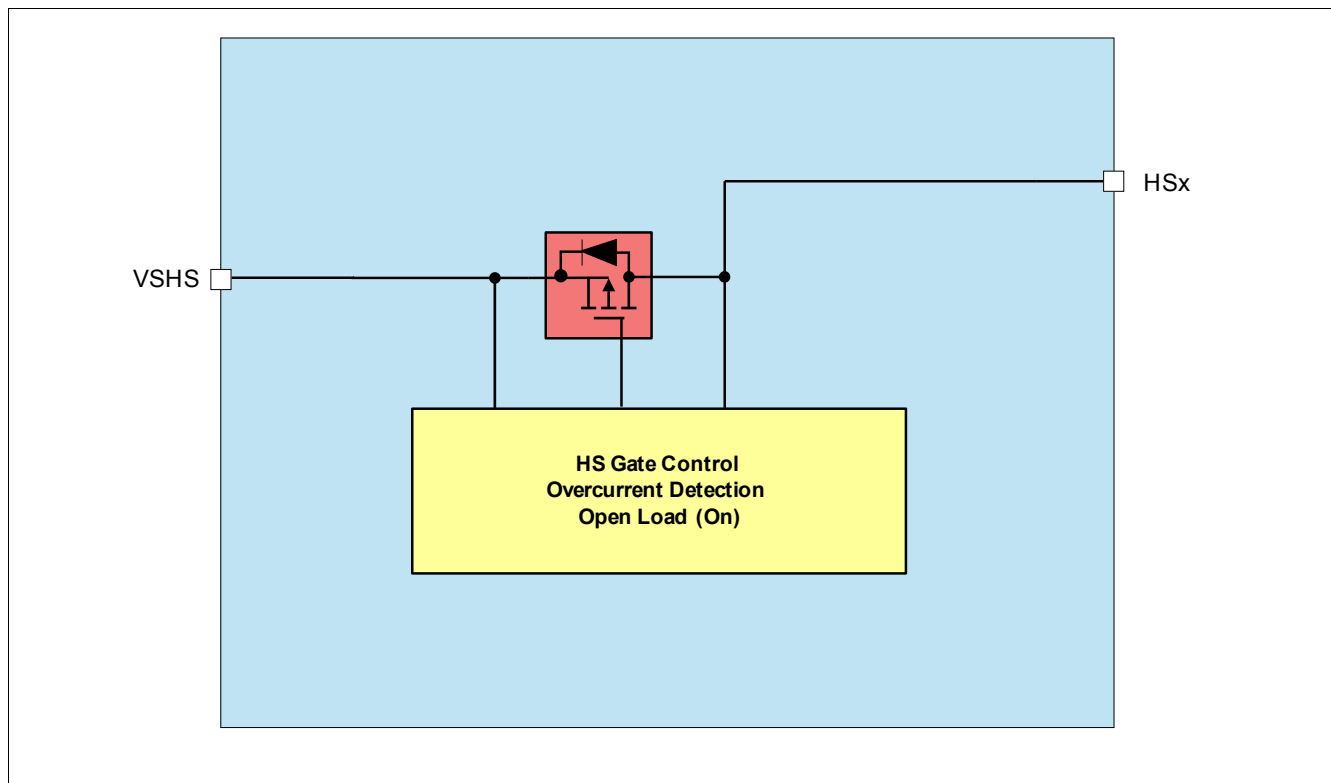 HSx
VSHS
HS Gate Control
Overcurrent Detection
Open Load (On)